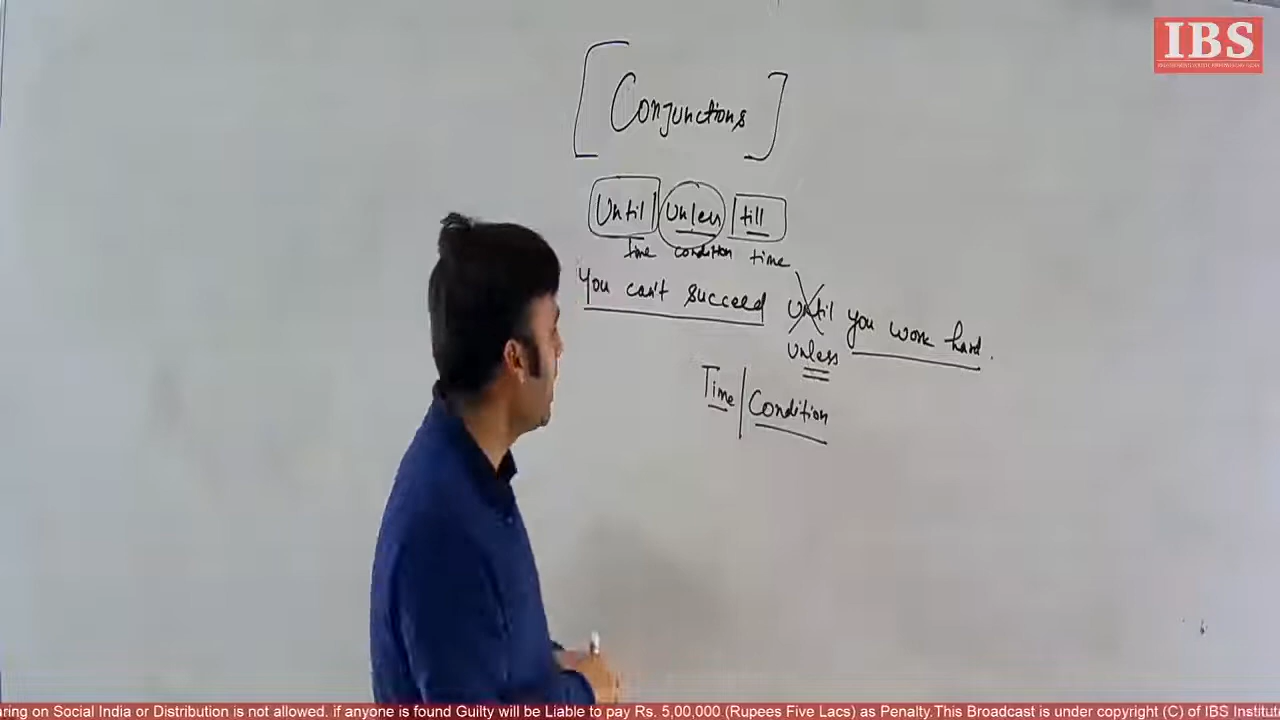 IBS
[Conjunctions]
Until Unless till
time condition time
You can't succeed until you work hard.
unless
Time | Condition
aring on Social India or Distribution is not allowed. if anyone is found Guilty will be Liable to pay Rs. 5,00,000 (Rupees Five Lacs) as Penalty.This Broadcast is under copyright (C) of IBS Institut